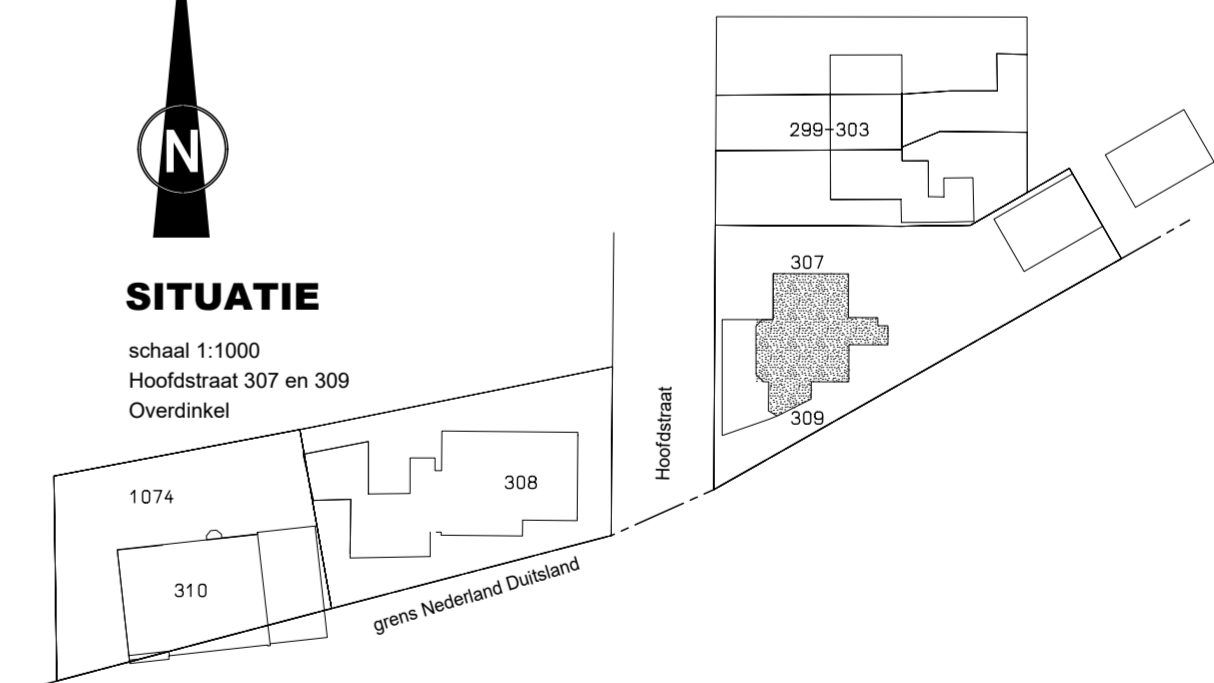 N
299-303
SITUATIE
schaal 1:1000
Hoofdstraat 307 en 309
Overdinkel
307
309
Hoofdstraat
308
1074
310
grens Nederland Duitsland